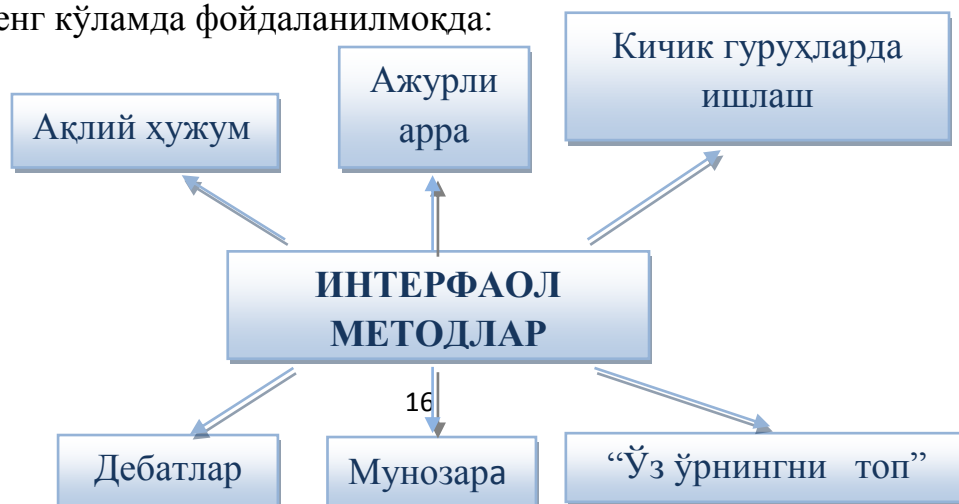 енг кўламда фойдаланилмоқда:
Кичик гуруҳларда
ишлаш
Ажурли
арра
Ақлий ҳужум
ИНТЕРФАОЛ
МЕТОДЛАР
16
Дебатлар
Мунозара
“Ўз ўрнингни топ”